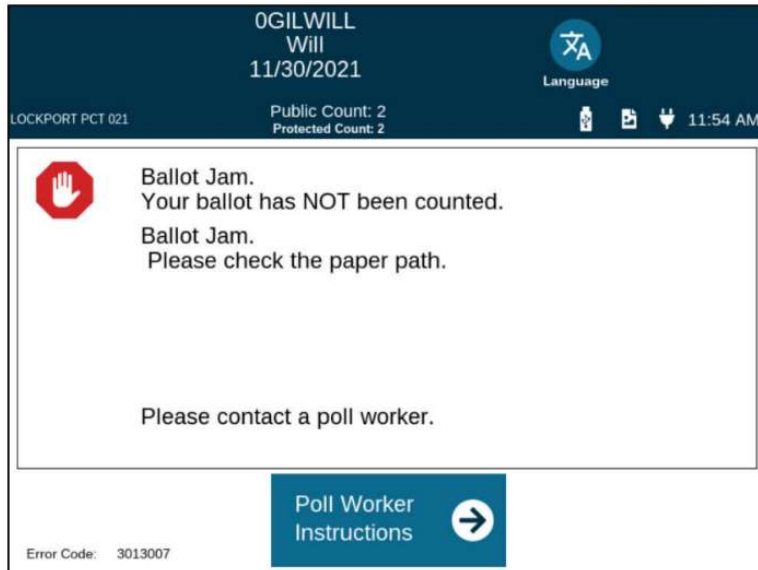 0GILWILL
Will
11/30/2021
Language
LOCKPORT PCT 021
Public Count: 2
Protected Count: 2
11:54 AM
Ballot Jam.
Your ballot has NOT been counted.
Ballot Jam.
Please check the paper path.
Please contact a poll worker.
Poll Worker
Instructions
Error Code: 3013007